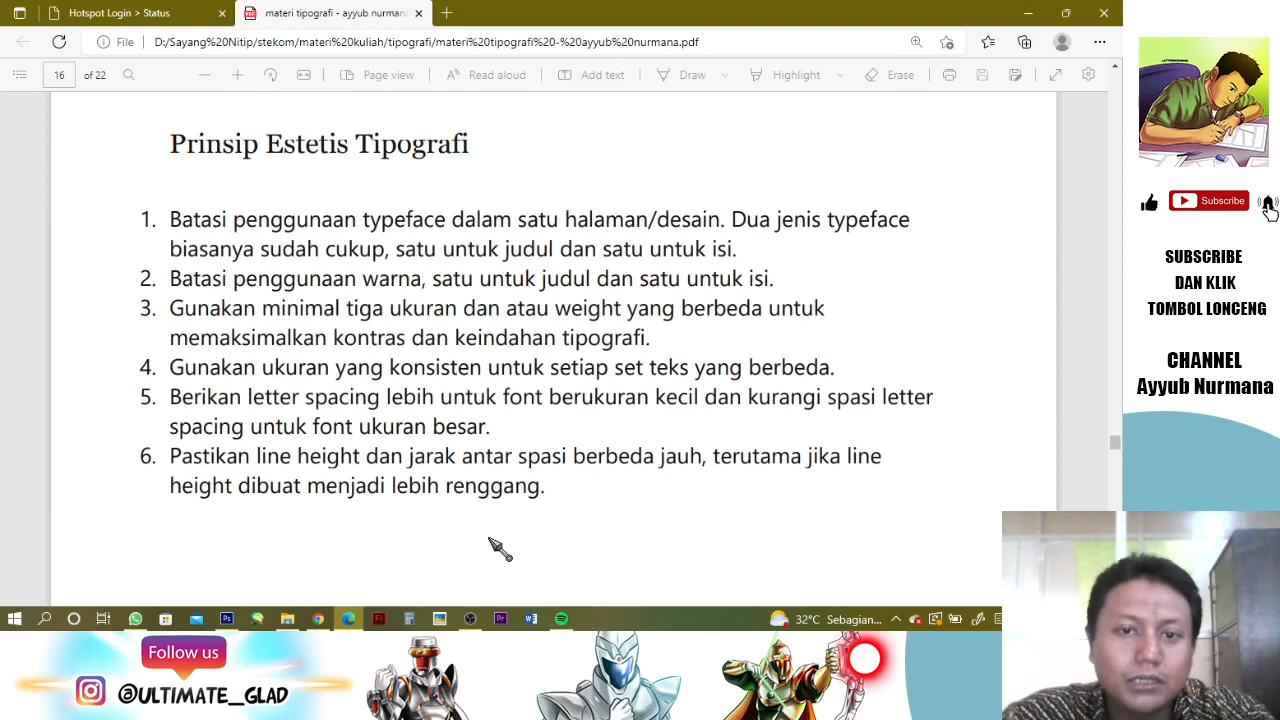 Hotspot Login > Status
materi tipografi - ayyub nurman
16 of 22
File D:/Sayang%20Nitip/stekom/materi%20kuliah/tipografi/materi%20tipografi%20-%20ayyub%20nurmana.pdf
Page view
Read aloud
Add text
Draw
Highlight
Erase
Prinsip Estetis Tipografi
1. Batasi penggunaan typeface dalam satu halaman/desain. Dua jenis typeface
biasanya sudah cukup, satu untuk judul dan satu untuk isi.
2. Batasi penggunaan warna, satu untuk judul dan satu untuk isi.
3. Gunakan minimal tiga ukuran dan atau weight yang berbeda untuk
memaksimalkan kontras dan keindahan tipografi.
4. Gunakan ukuran yang konsisten untuk setiap set teks yang berbeda.
5. Berikan letter spacing lebih untuk font berukuran kecil dan kurangi spasi letter
spacing untuk font ukuran besar.
6. Pastikan line height dan jarak antar spasi berbeda jauh, terutama jika line
height dibuat menjadi lebih renggang.
32°C Sebagian...
Subscribe
SUBSCRIBE
DAN KLIK
TOMBOL LONCENG
CHANNEL
Ayyub Nurmana
Follow us
@ULTIMATE_GLAD